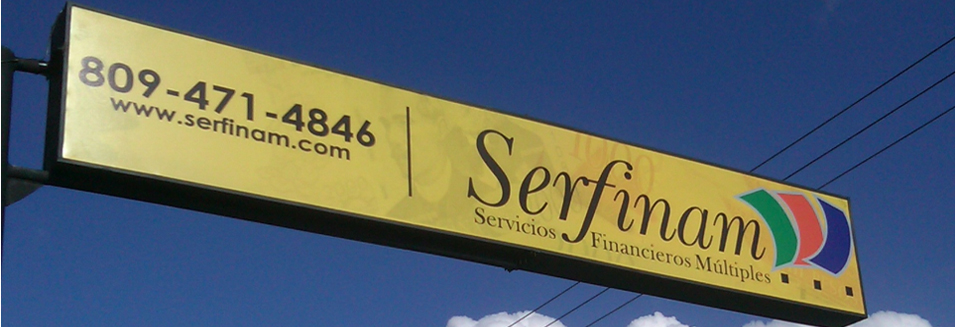 809-471-4846
www.serfinam.com
Serfinam
Servicios Financieros Múltiples